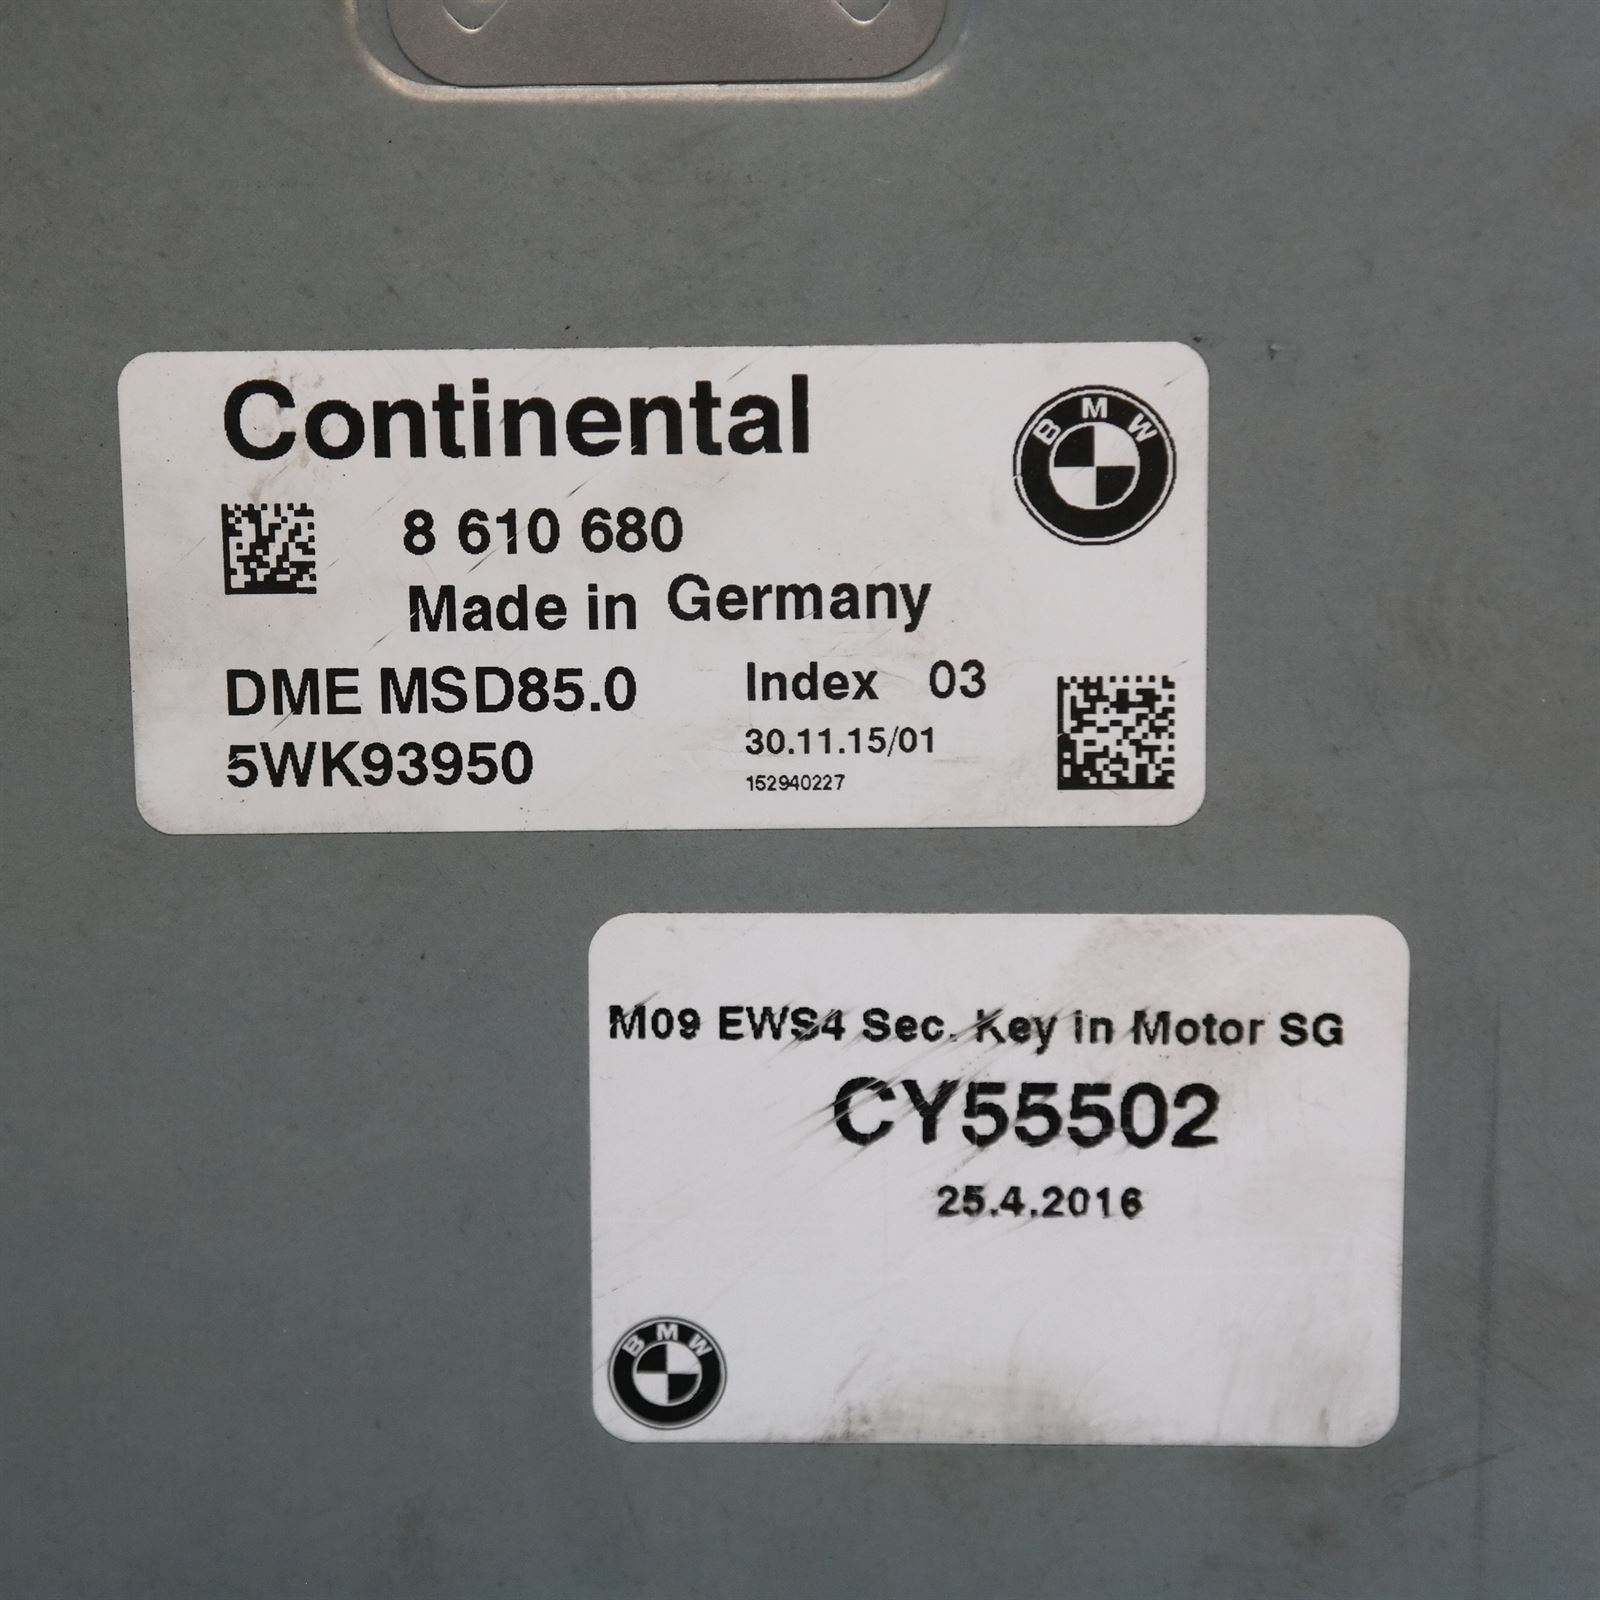 Continental
BMW
8 610 680
Made in Germany
DME MSD85.0 Index 03
5WK93950 30.11.15/01
152940227
M09 EWS4 Sec. Key in Motor SG
CY55502
25.4.2016
BMW